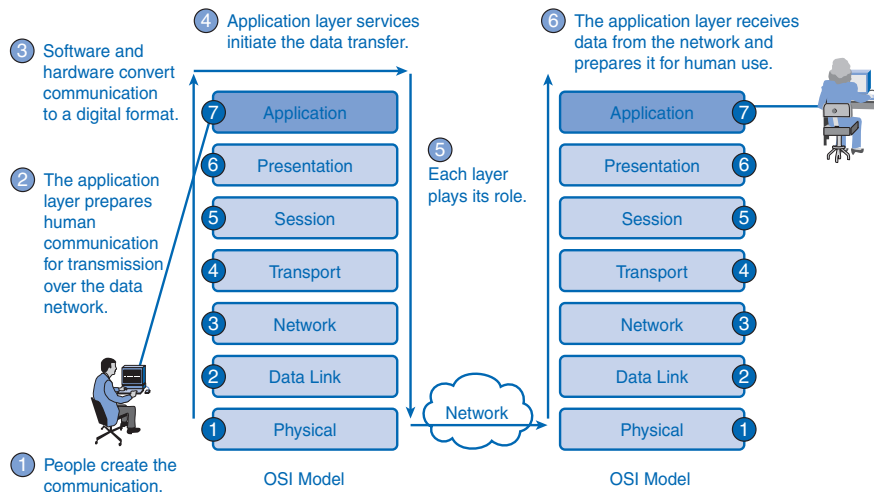 4 Application layer services
initiate the data transfer.
6 The application layer receives
data from the network and
prepares it for human use.
3 Software and
hardware convert
communication
to a digital format.
2 The application
layer prepares
human
communication
for transmission
over the data
network.
1 People create the
communication.
7 Application
6 Presentation
5 Session
4 Transport
3 Network
2 Data Link
1 Physical
OSI Model
5
Each layer
plays its role.
Network
Application 7
Presentation 6
Session 5
Transport 4
Network 3
Data Link 2
Physical 1
OSI Model